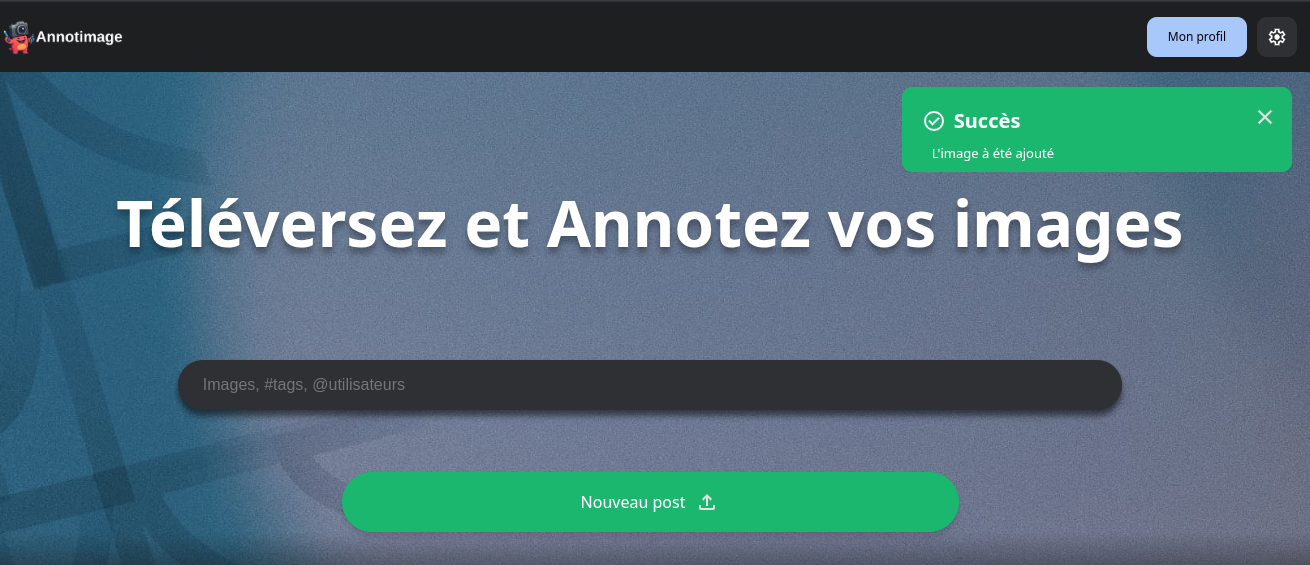 Annotimage
Mon profil
Succès
L'image à été ajouté
Téléversez et Annotez vos images
Images, #tags, @utilisateurs
Nouveau post